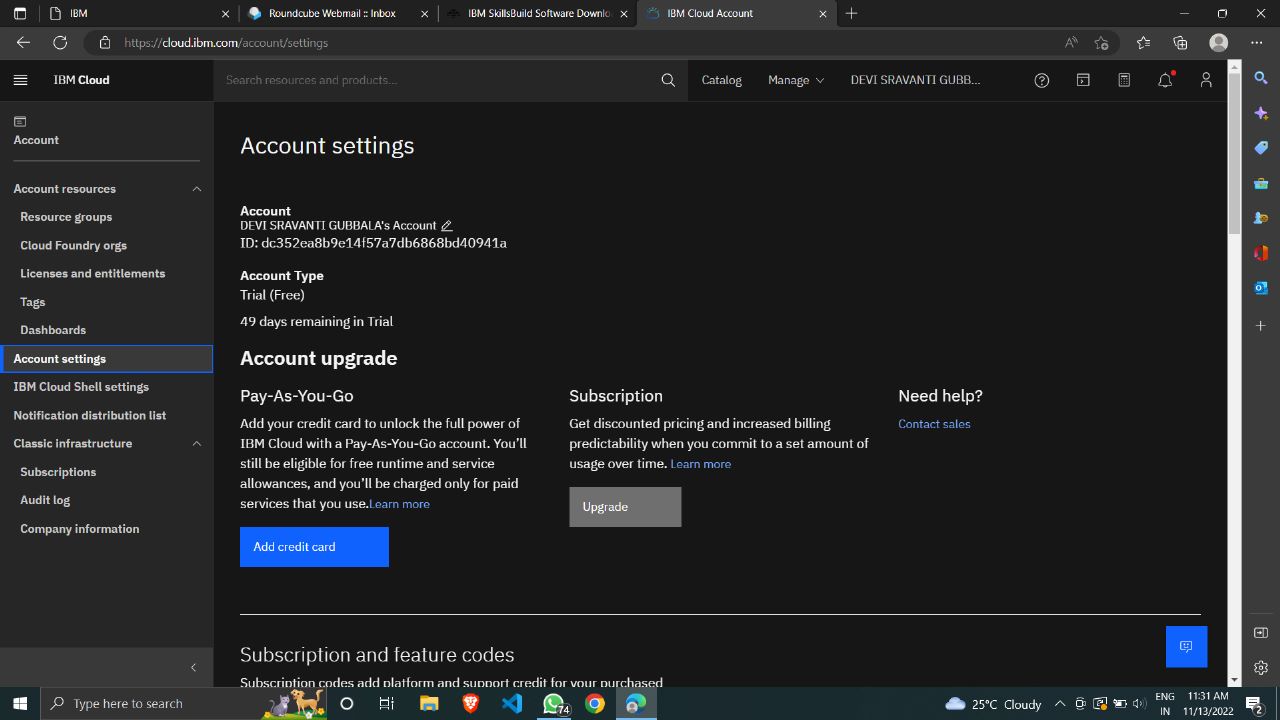 IBM
Roundcube Webmail :: Inbox
IBM SkillsBuild Software Downlo
IBM Cloud Account
https://cloud.ibm.com/account/settings
IBM Cloud
Search resources and products...
Catalog
Manage
DEVI SRAVANTI GUBB...
Account
Account resources
Resource groups
Cloud Foundry orgs
Licenses and entitlements
Tags
Dashboards
Account settings
IBM Cloud Shell settings
Notification distribution list
Classic infrastructure
Subscriptions
Audit log
Company information
Account settings
Account
DEVI SRAVANTI GUBBALA's Account
ID: dc352ea8b9e14f57a7db6868bd40941a
Account Type
Trial (Free)
49 days remaining in Trial
Account upgrade
Pay-As-You-Go
Add your credit card to unlock the full power of
IBM Cloud with a Pay-As-You-Go account. You’ll
still be eligible for free runtime and service
allowances, and you’ll be charged only for paid
services that you use.Learn more
Add credit card
Subscription
Get discounted pricing and increased billing
predictability when you commit to a set amount of
usage over time. Learn more
Upgrade
Need help?
Contact sales
Subscription and feature codes
Subscription codes add platform and support credit for your purchased
Type here to search
74
25°C Cloudy
ENG
IN
11:31 AM
11/13/2022
2